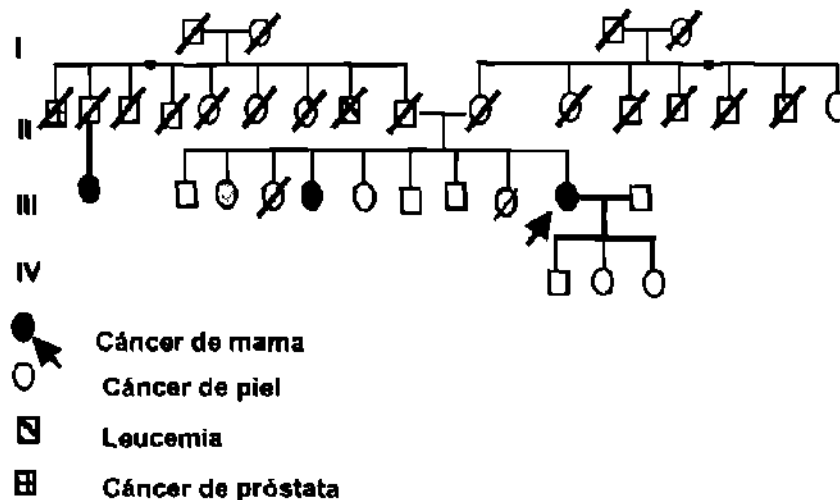 I
II
III
IV
Cáncer de mama
Cáncer de piel
Leucemia
Cáncer de próstata